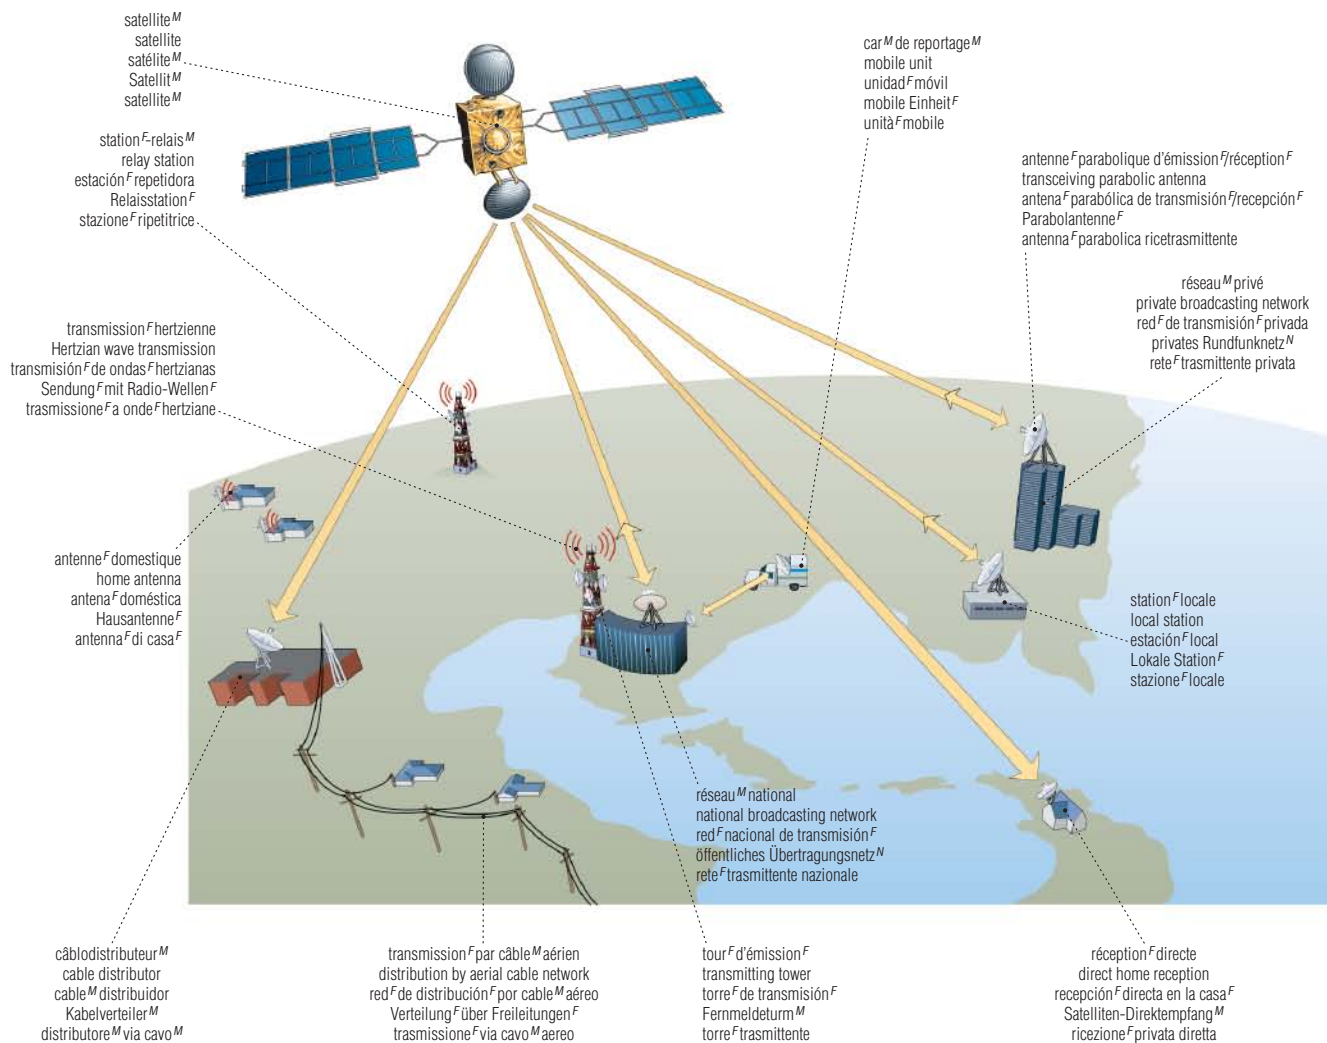 satellite M
satellite
satélite M
Satellit M
satellite M
car M de reportage M
mobile unit
unidad F móvil
mobile Einheit F
unità F mobile
station F-relais M
relay station
estación F repetidora
Relaisstation F
stazione F ripetitrice
antenne F parabolique d'émission F/réception F
transceiving parabolic antenna
antena F parabólica de transmisión F/recepción F
Parabolantenne F
antenna F parabolica ricetrasmittente
réseau M privé
private broadcasting network
red F de transmisión F privada
privates Rundfunknetz N
rete F trasmittente privata
transmission F hertzienne
Hertzian wave transmission
transmisión F de ondas F hertzianas
Sendung F mit Radio-Wellen F
trasmissione F a onde F hertziane
antenne F domestique
home antenna
antena F doméstica
Hausantenne F
antenna F di casa F
station F locale
local station
estación F local
Lokale Station F
stazione F locale
réseau M national
national broadcasting network
red F nacional de transmisión F
öffentliches Übertragungsnetz N
rete F trasmittente nazionale
câblodistributeur M
cable distributor
cable M distribuidor
Kabelverteiler M
distributore M via cavo M
transmission F par câble M aérien
distribution by aerial cable network
red F de distribución F por cable M aéreo
Verteilung F über Freileitungen F
trasmissione F via cavo M aereo
tour F d'émission F
transmitting tower
torre F de transmisión F
Fernmeldeturm M
torre F trasmittente
réception F directe
direct home reception
recepción F directa en la casa F
Satelliten-Direktempfang M
ricezione F privata diretta